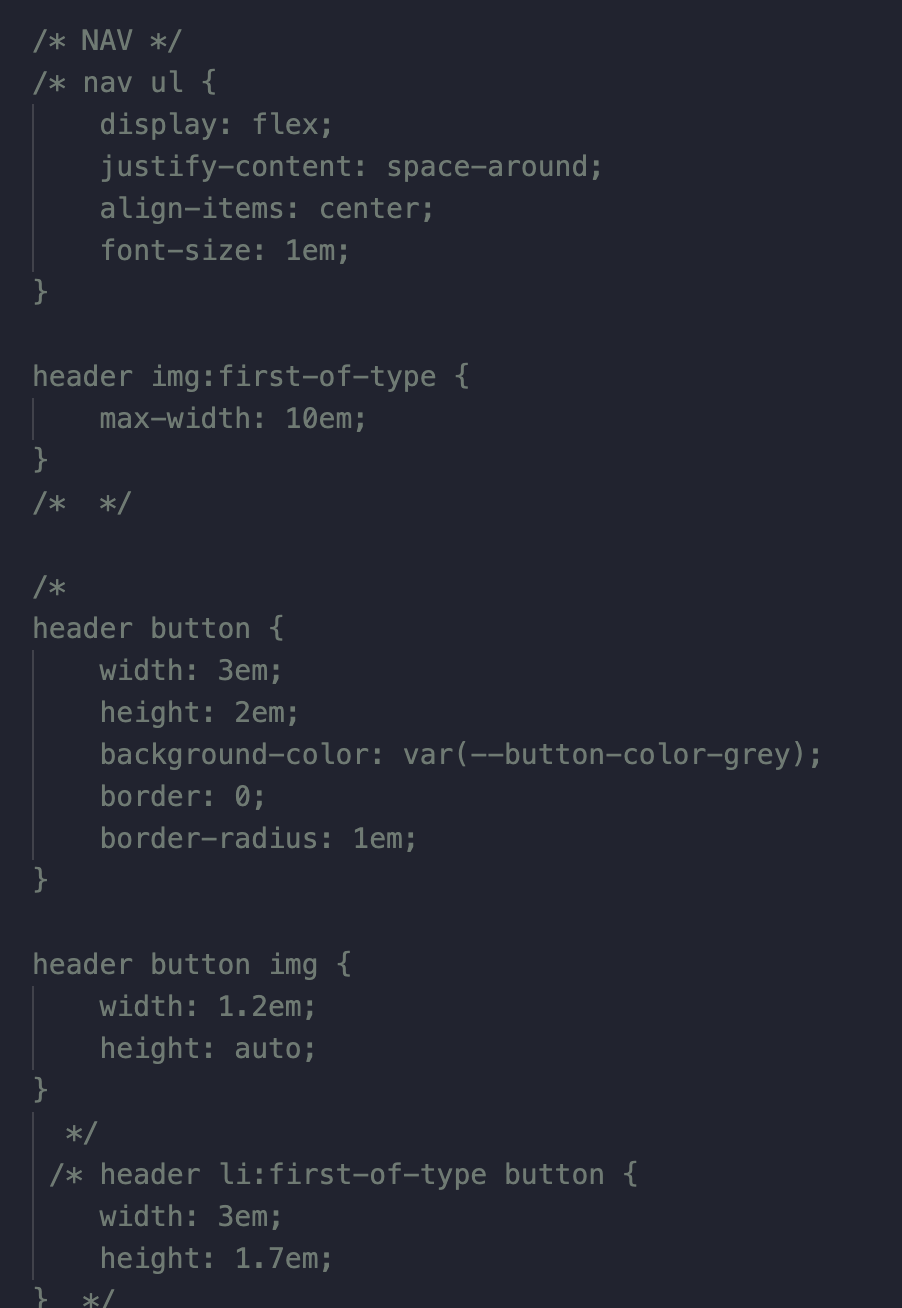 /* NAV */
/* nav ul {
    display: flex;
    justify-content: space-around;
    align-items: center;
    font-size: 1em;
}

header img:first-of-type {
    max-width: 10em;
}
/*  */

/*
header button {
    width: 3em;
    height: 2em;
    background-color: var(--button-color-grey);
    border: 0;
    border-radius: 1em;
}

header button img {
    width: 1.2em;
    height: auto;
}
  */
 /* header li:first-of-type button {
    width: 3em;
    height: 1.7em;
}  */